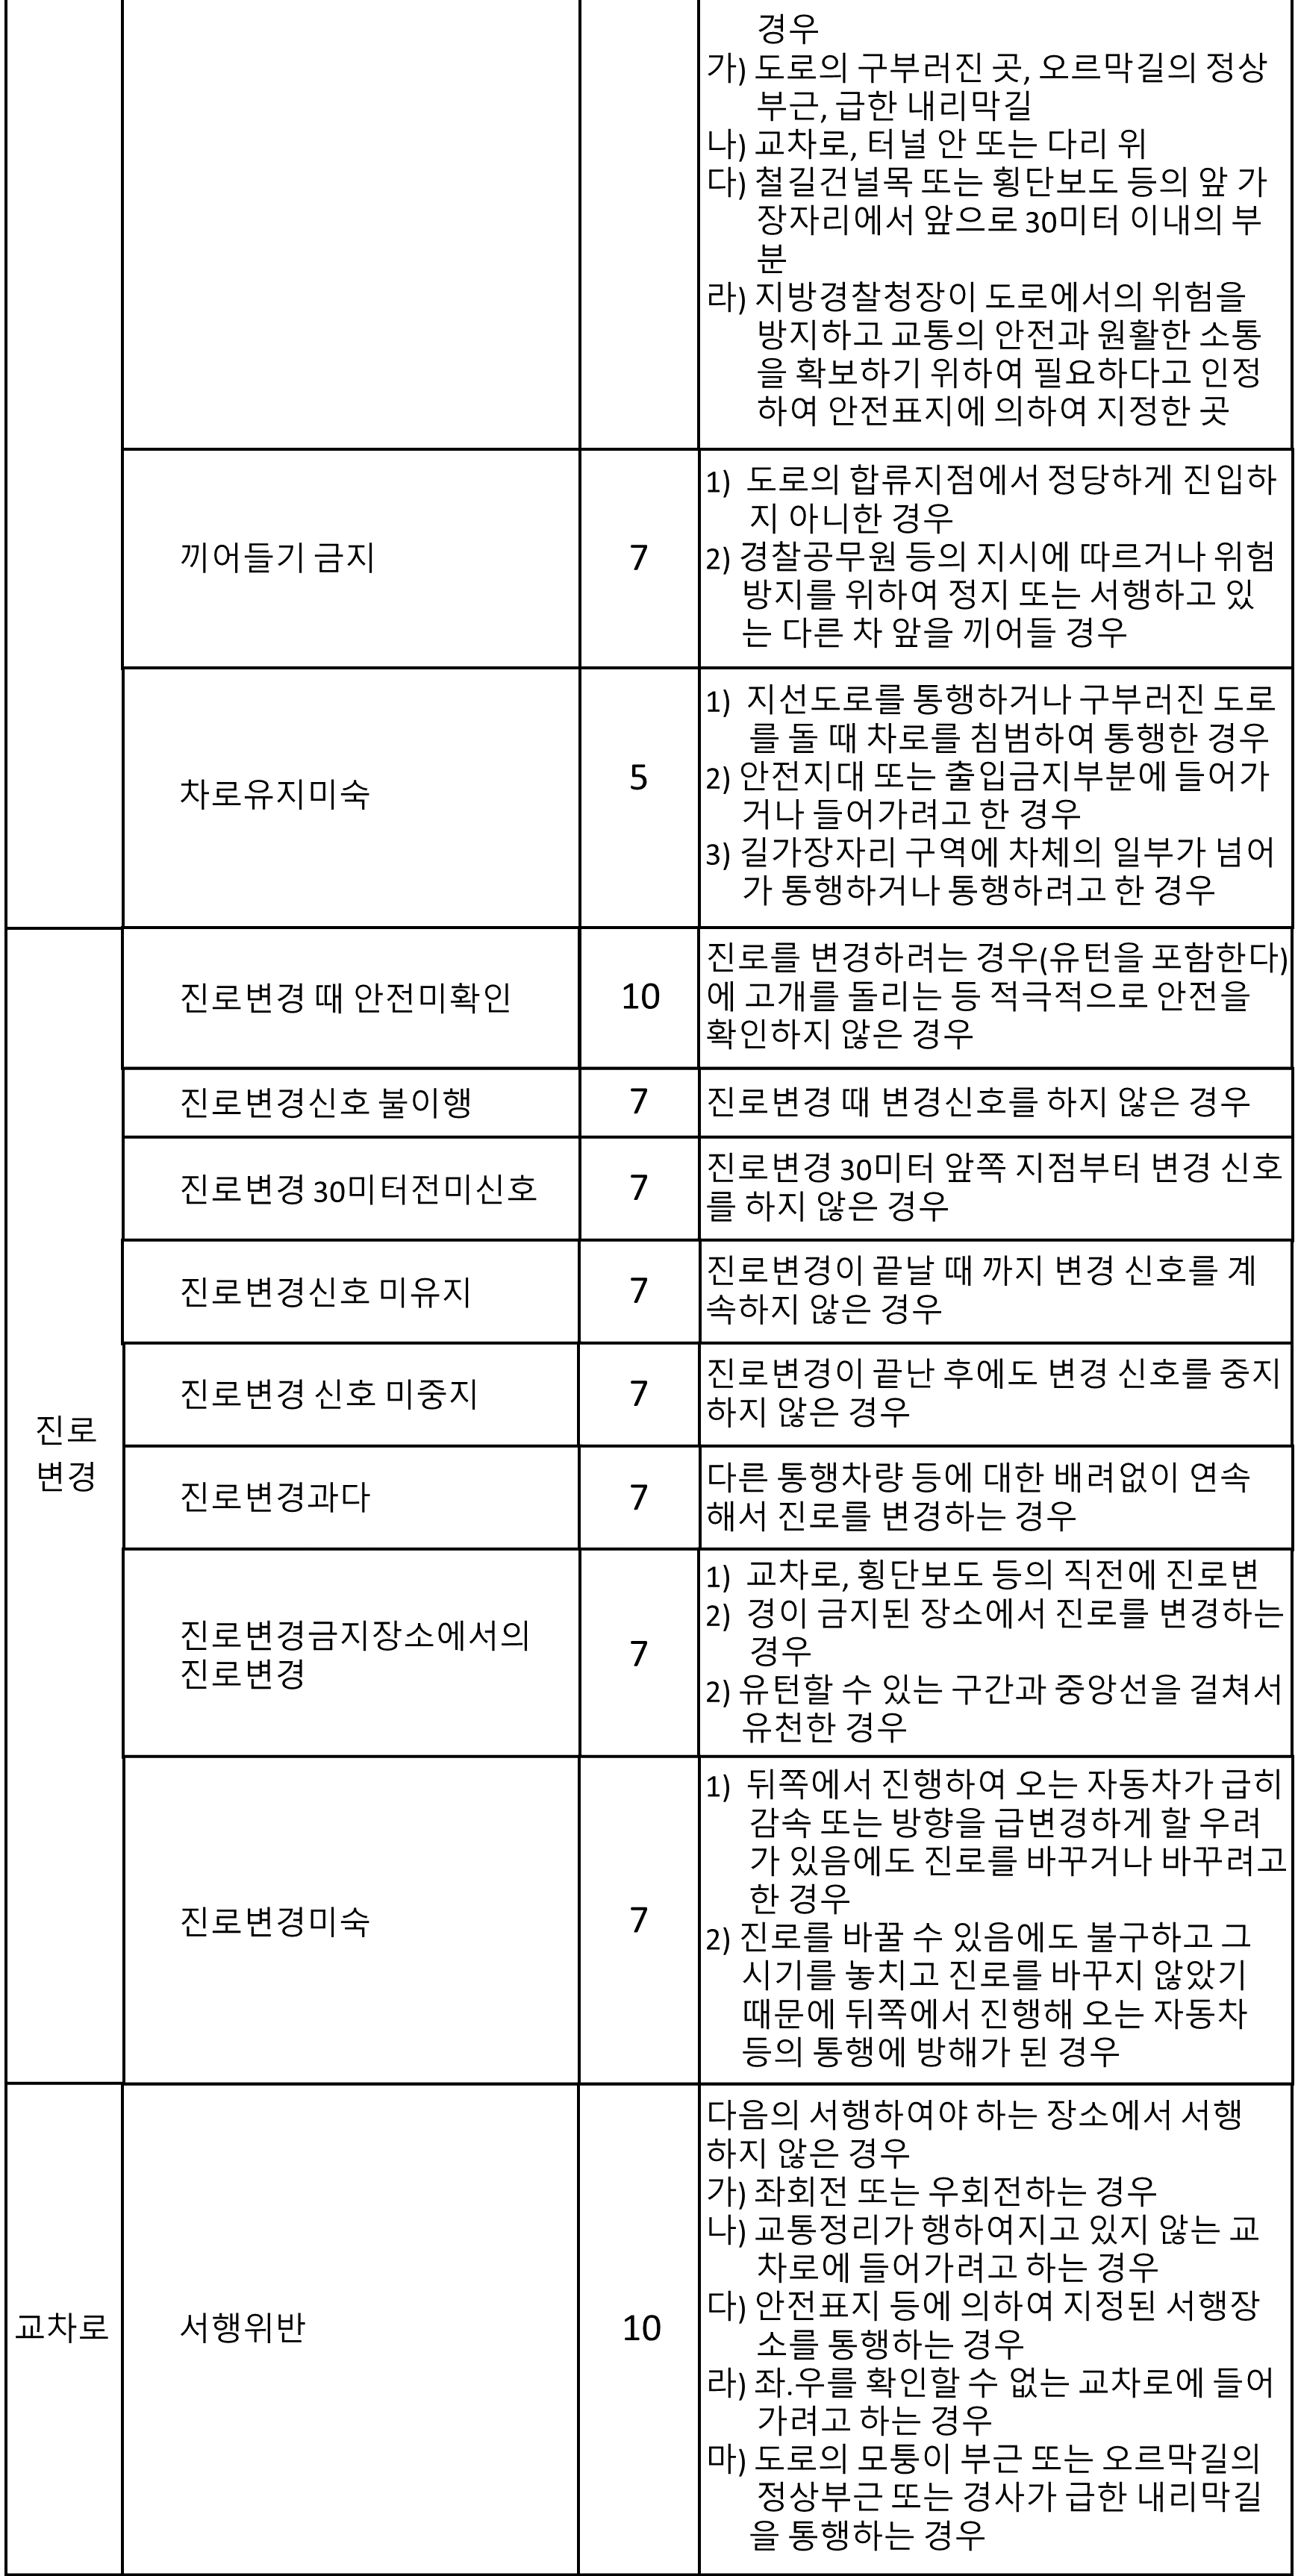 경우
가) 도로의 구부러진 곳, 오르막길의 정상
부근, 급한 내리막길
나) 교차로, 터널 안 또는 다리 위
다) 철길건널목 또는 횡단보도 등의 앞 가
장자리에서 앞으로 30미터 이내의 부
분
라) 지방경찰청장이 도로에서의 위험을
방지하고 교통의 안전과 원활한 소통
을 확보하기 위하여 필요하다고 인정
하여 안전표지에 의하여 지정한 곳
끼어들기 금지
7
1) 도로의 합류지점에서 정당하게 진입하
지 아니한 경우
2) 경찰공무원 등의 지시에 따르거나 위험
방지를 위하여 정지 또는 서행하고 있
는 다른 차 앞을 끼어들 경우
차로유지미숙
5
1) 지선도로를 통행하거나 구부러진 도로
를 돌 때 차로를 침범하여 통행한 경우
2) 안전지대 또는 출입금지부분에 들어가
거나 들어가려고 한 경우
3) 길가장자리 구역에 차체의 일부가 넘어
가 통행하거나 통행하려고 한 경우
진로
변경
진로변경 때 안전미확인
10
진로를 변경하려는 경우(유턴을 포함한다)
에 고개를 돌리는 등 적극적으로 안전을
확인하지 않은 경우
진로변경신호 불이행
7
진로변경 때 변경신호를 하지 않은 경우
진로변경 30미터전미신호
7
진로변경 30미터 앞쪽 지점부터 변경 신호
를 하지 않은 경우
진로변경신호 미유지
7
진로변경이 끝날 때 까지 변경 신호를 계
속하지 않은 경우
진로변경 신호 미중지
7
진로변경이 끝난 후에도 변경 신호를 중지
하지 않은 경우
진로변경과다
7
다른 통행차량 등에 대한 배려없이 연속
해서 진로를 변경하는 경우
진로변경금지장소에서의
진로변경
7
1) 교차로, 횡단보도 등의 직전에 진로변
2) 경이 금지된 장소에서 진로를 변경하는
경우
2) 유턴할 수 있는 구간과 중앙선을 걸쳐서
유천한 경우
진로변경미숙
7
1) 뒤쪽에서 진행하여 오는 자동차가 급히
감속 또는 방향을 급변경하게 할 우려
가 있음에도 진로를 바꾸거나 바꾸려고
한 경우
2) 진로를 바꿀 수 있음에도 불구하고 그
시기를 놓치고 진로를 바꾸지 않았기
때문에 뒤쪽에서 진행해 오는 자동차
등의 통행에 방해가 된 경우
교차로
서행위반
10
다음의 서행하여야 하는 장소에서 서행
하지 않은 경우
가) 좌회전 또는 우회전하는 경우
나) 교통정리가 행하여지고 있지 않는 교
차로에 들어가려고 하는 경우
다) 안전표지 등에 의하여 지정된 서행장
소를 통행하는 경우
라) 좌.우를 확인할 수 없는 교차로에 들어
가려고 하는 경우
마) 도로의 모퉁이 부근 또는 오르막길의
정상부근 또는 경사가 급한 내리막길
을 통행하는 경우